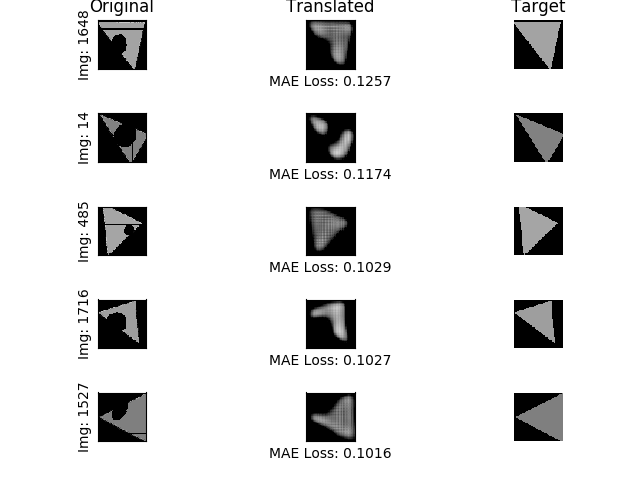 Original Translated Target
Img: 1648
MAE Loss: 0.1257
Img: 14
MAE Loss: 0.1174
Img: 485
MAE Loss: 0.1029
Img: 1716
MAE Loss: 0.1027
Img: 1527
MAE Loss: 0.1016